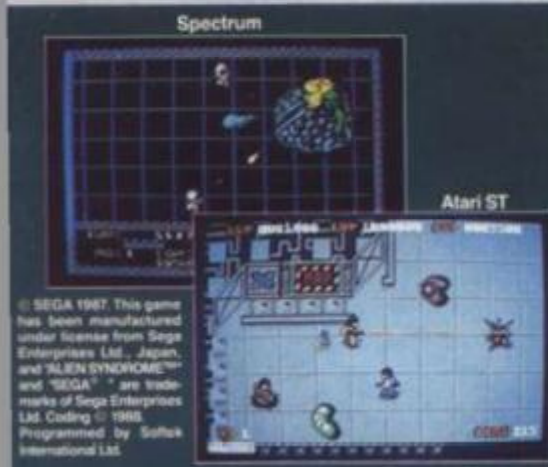 Spectrum
Atari ST
© SEGA 1987. This game
has been manufactured
under license from Sega
Enterprises Ltd., Japan,
and "ALIEN SYNDROME™"
and "SEGA®" are trade-
marks of Sega Enterprises
Ltd. Coding © 1988.
Programmed by Softek
International Ltd.